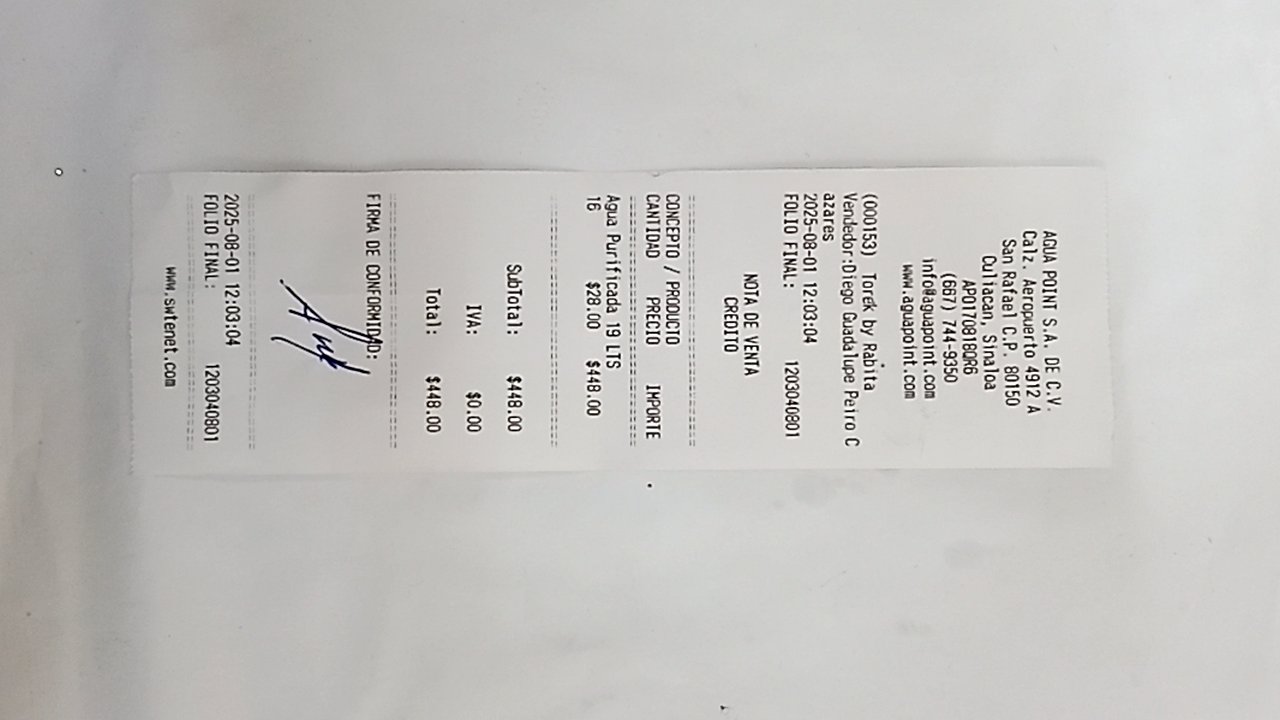 AGUA POINT S.A. DE C.V.
Calz. Aeropuerto 4912 A
San Rafael C.P. 80150
Culiacan, Sinaloa
APO170818QR6
(667) 744-9350
info@aguapoint.com
www.aguapoint.com
(000153) Torek by Rabita
Vendedor:Diego Guadalupe Peiro C
azares
2025-08-01 12:03:04
FOLIO FINAL: 1203040801
NOTA DE VENTA
CREDITO
================================
CONCEPTO / PRODUCTO
CANTIDAD PRECIO IMPORTE
================================
Agua Purificada 19 LTS
16 $28.00 $448.00
================================
SubTotal: $448.00
IVA: $0.00
Total: $448.00
================================
FIRMA DE CONFORMIDAD:
================================
2025-08-01 12:03:04
FOLIO FINAL: 1203040801
================================
www.swtenet.com